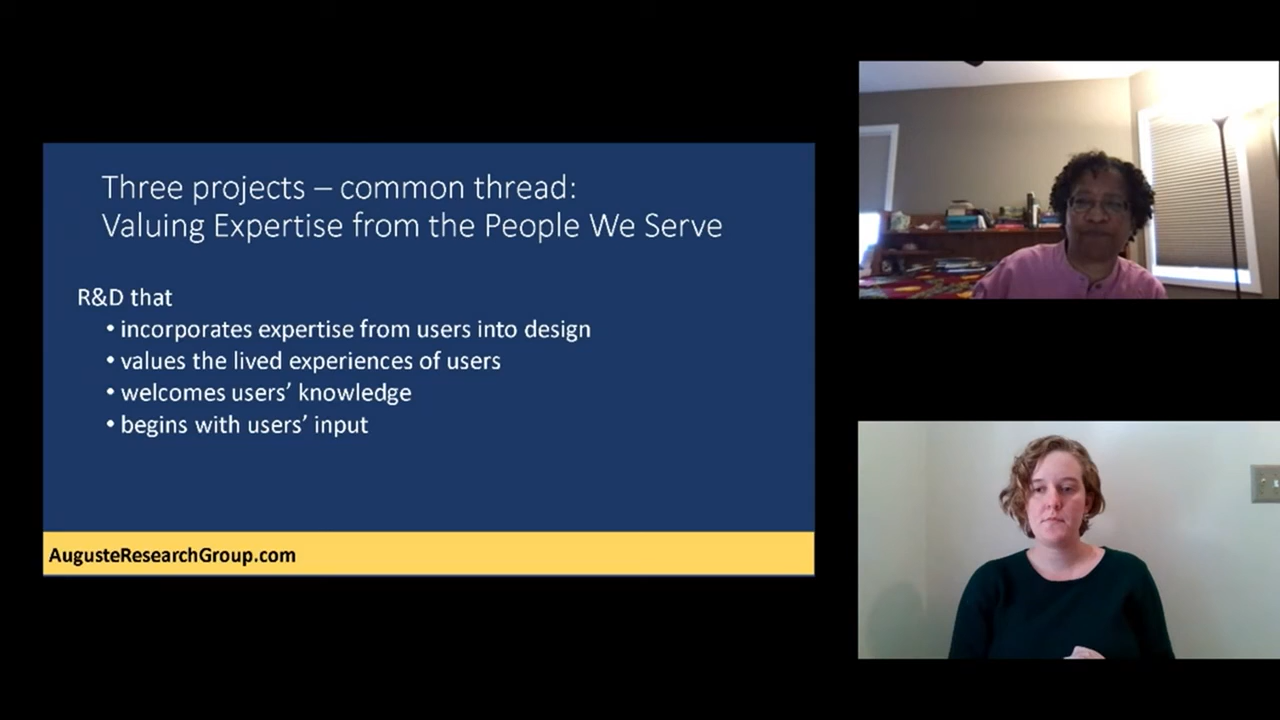 Three projects – common thread:
Valuing Expertise from the People We Serve
R&D that
• incorporates expertise from users into design
• values the lived experiences of users
• welcomes users’ knowledge
• begins with users’ input
AugusteResearchGroup.com